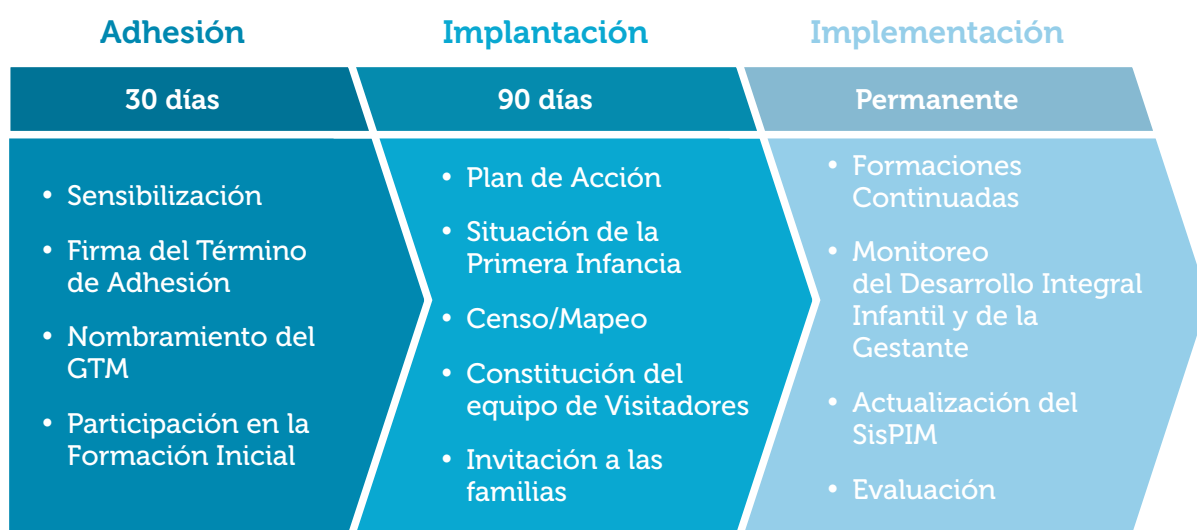 Adhesión
30 días
• Sensibilización
• Firma del Término
de Adhesión
• Nombramiento del
GTM
• Participación en la
Formación Inicial
Implantación
90 días
• Plan de Acción
• Situación de la
Primera Infancia
• Censo/Mapeo
• Constitución del
equipo de Visitadores
• Invitación a las
familias
Implementación
Permanente
• Formaciones
Continuadas
• Monitoreo
del Desarrollo Integral
Infantil y de la
Gestante
• Actualización del
SisPIM
• Evaluación